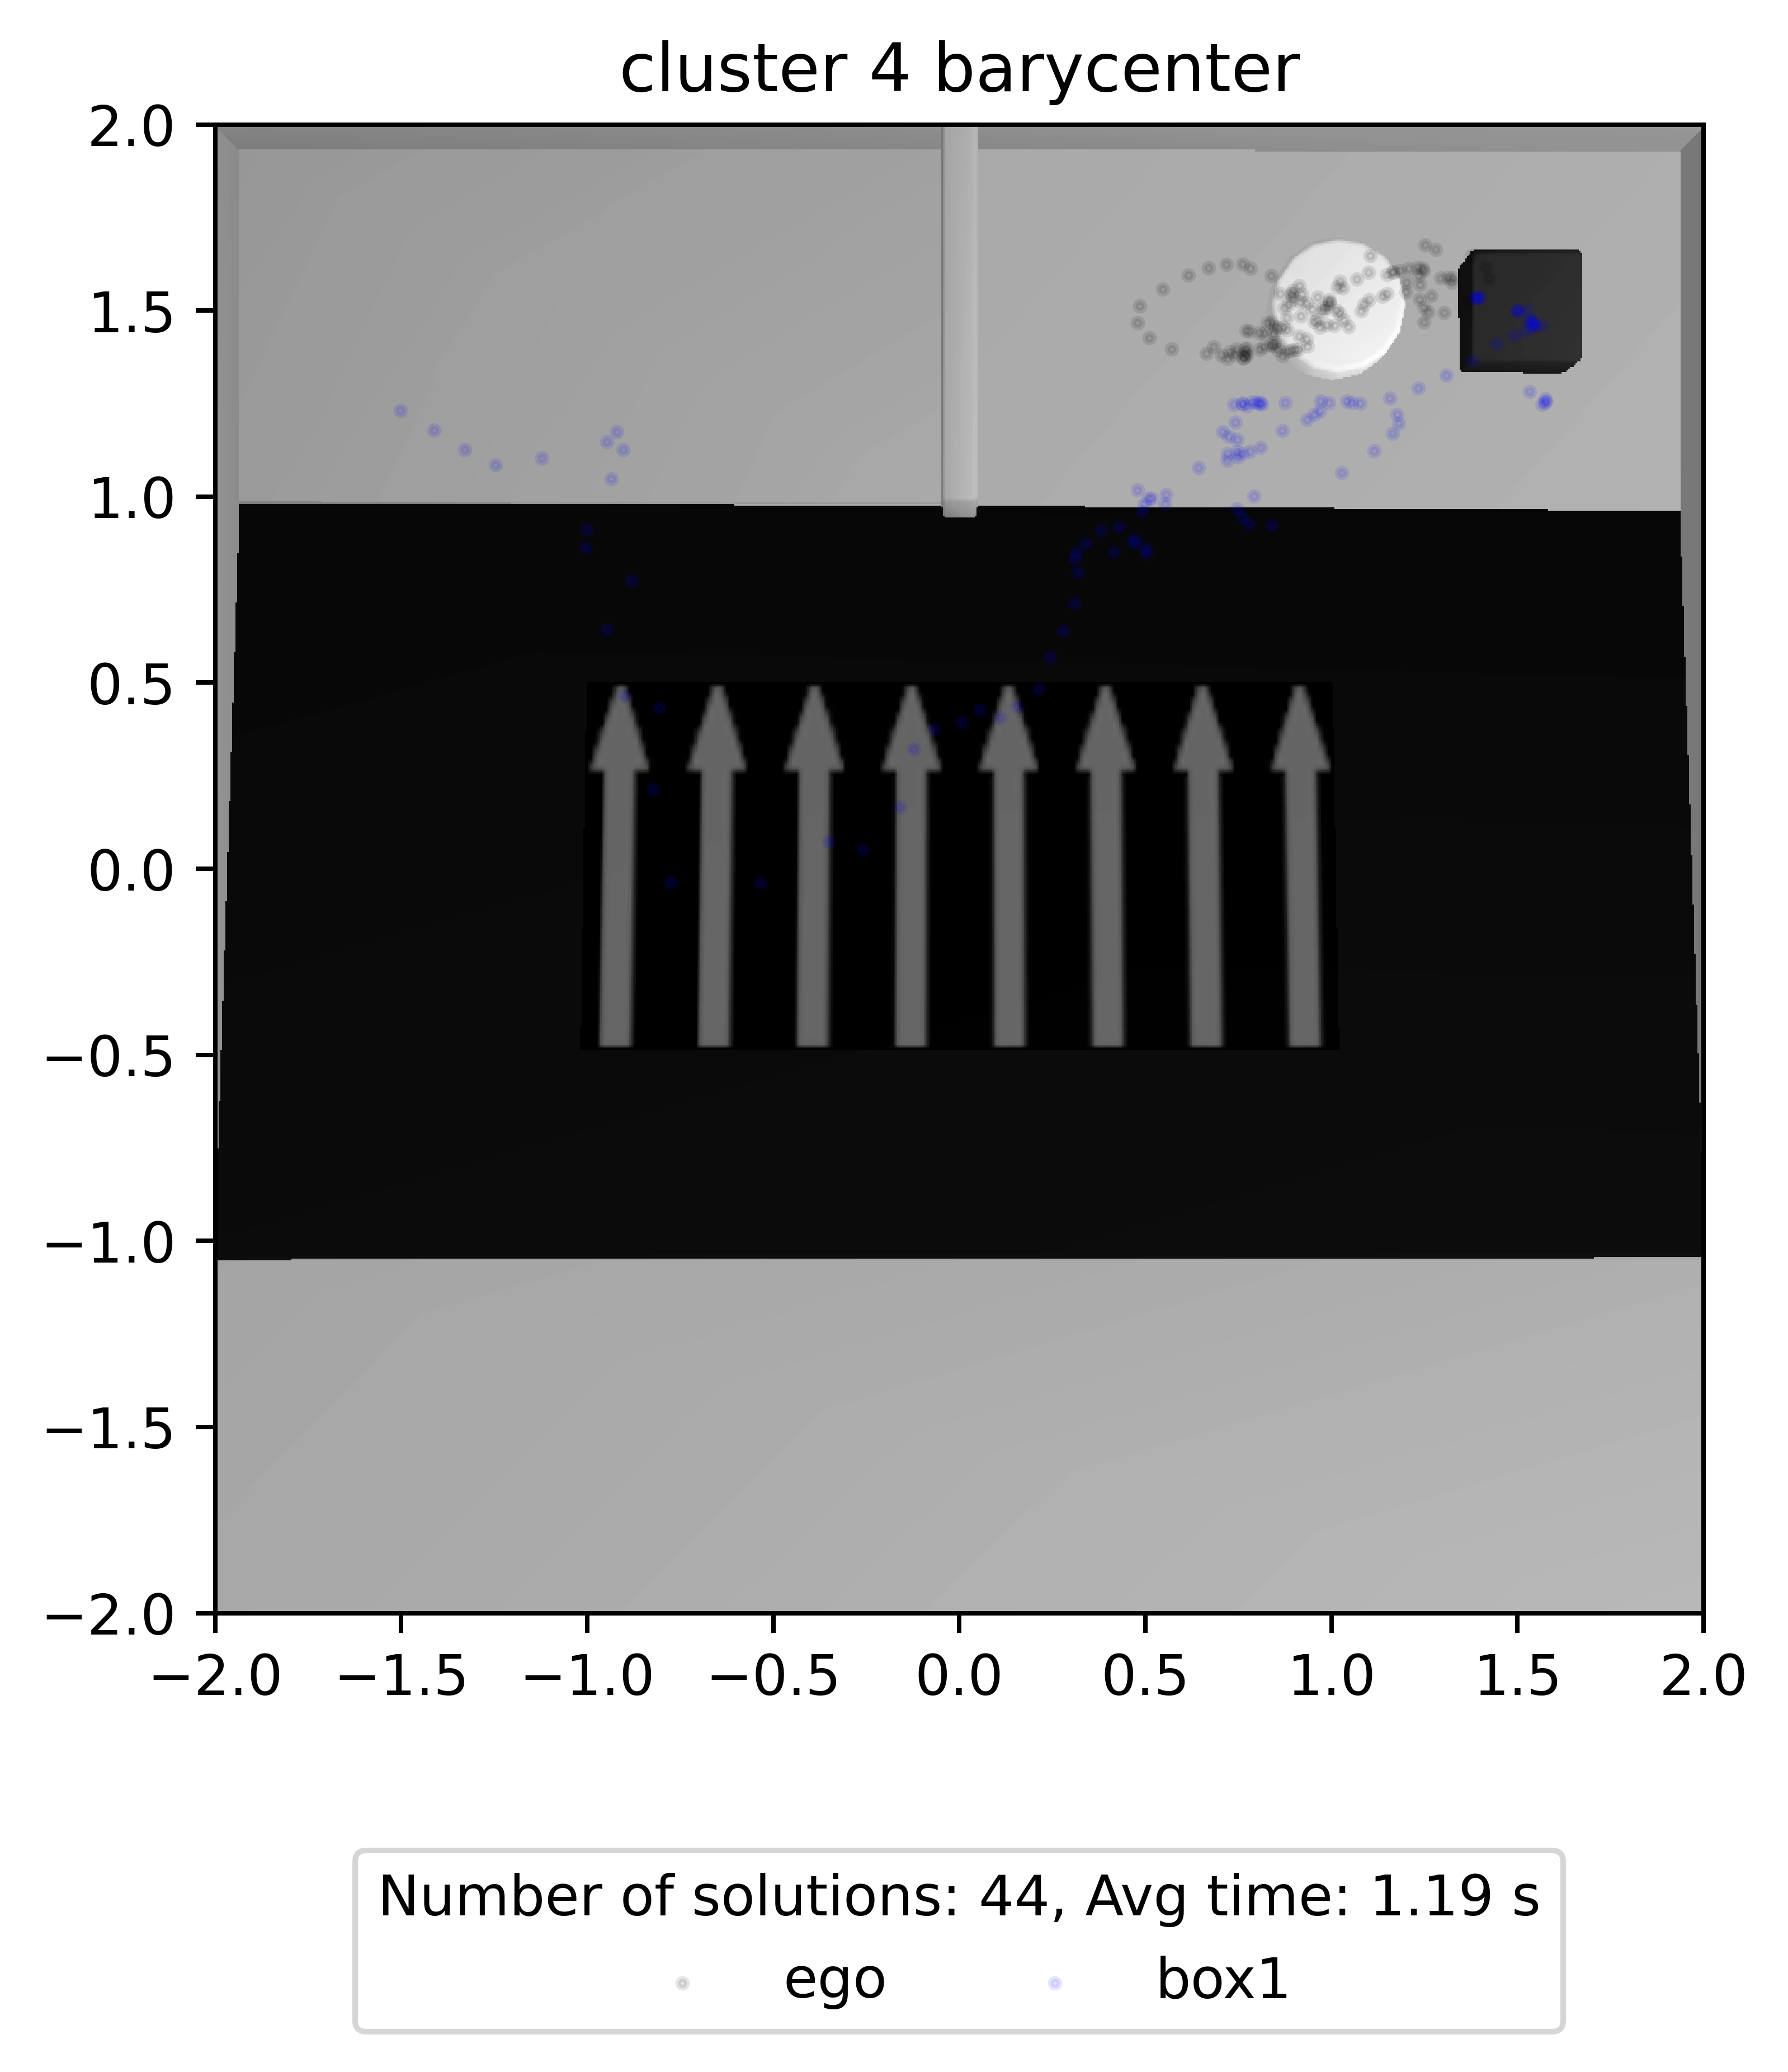 cluster 4 barycenter
2.0
1.5
1.0
0.5
0.0
−0.5
−1.0
−1.5
−2.0
−2.0 −1.5 −1.0 −0.5 0.0 0.5 1.0 1.5 2.0
Number of solutions: 44, Avg time: 1.19 s
ego box1